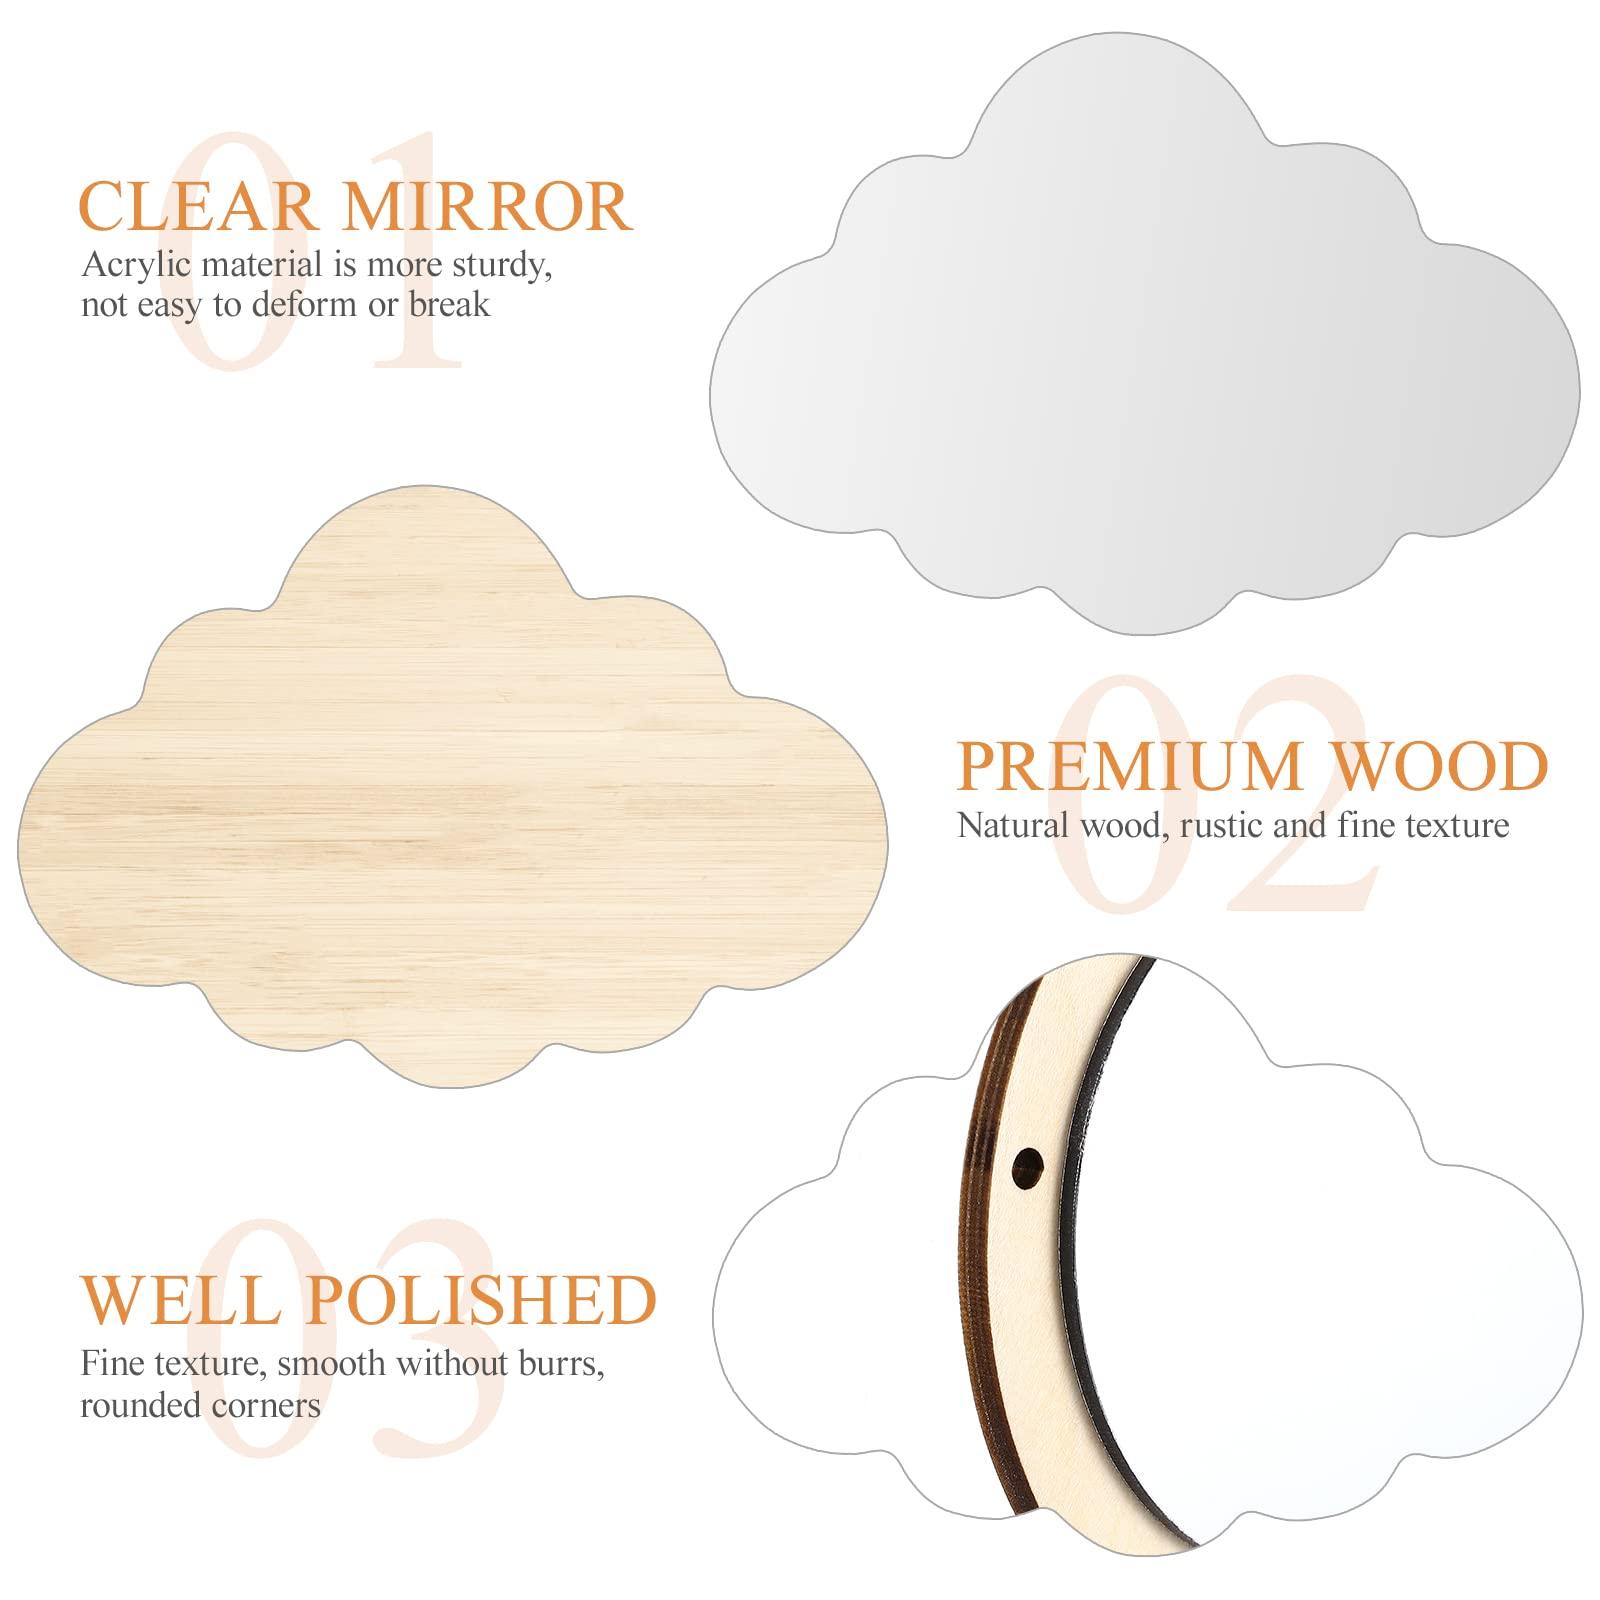 01
CLEAR MIRROR
Acrylic material is more sturdy,
not easy to deform or break
02
PREMIUM WOOD
Natural wood, rustic and fine texture
03
WELL POLISHED
Fine texture, smooth without burrs,
rounded corners